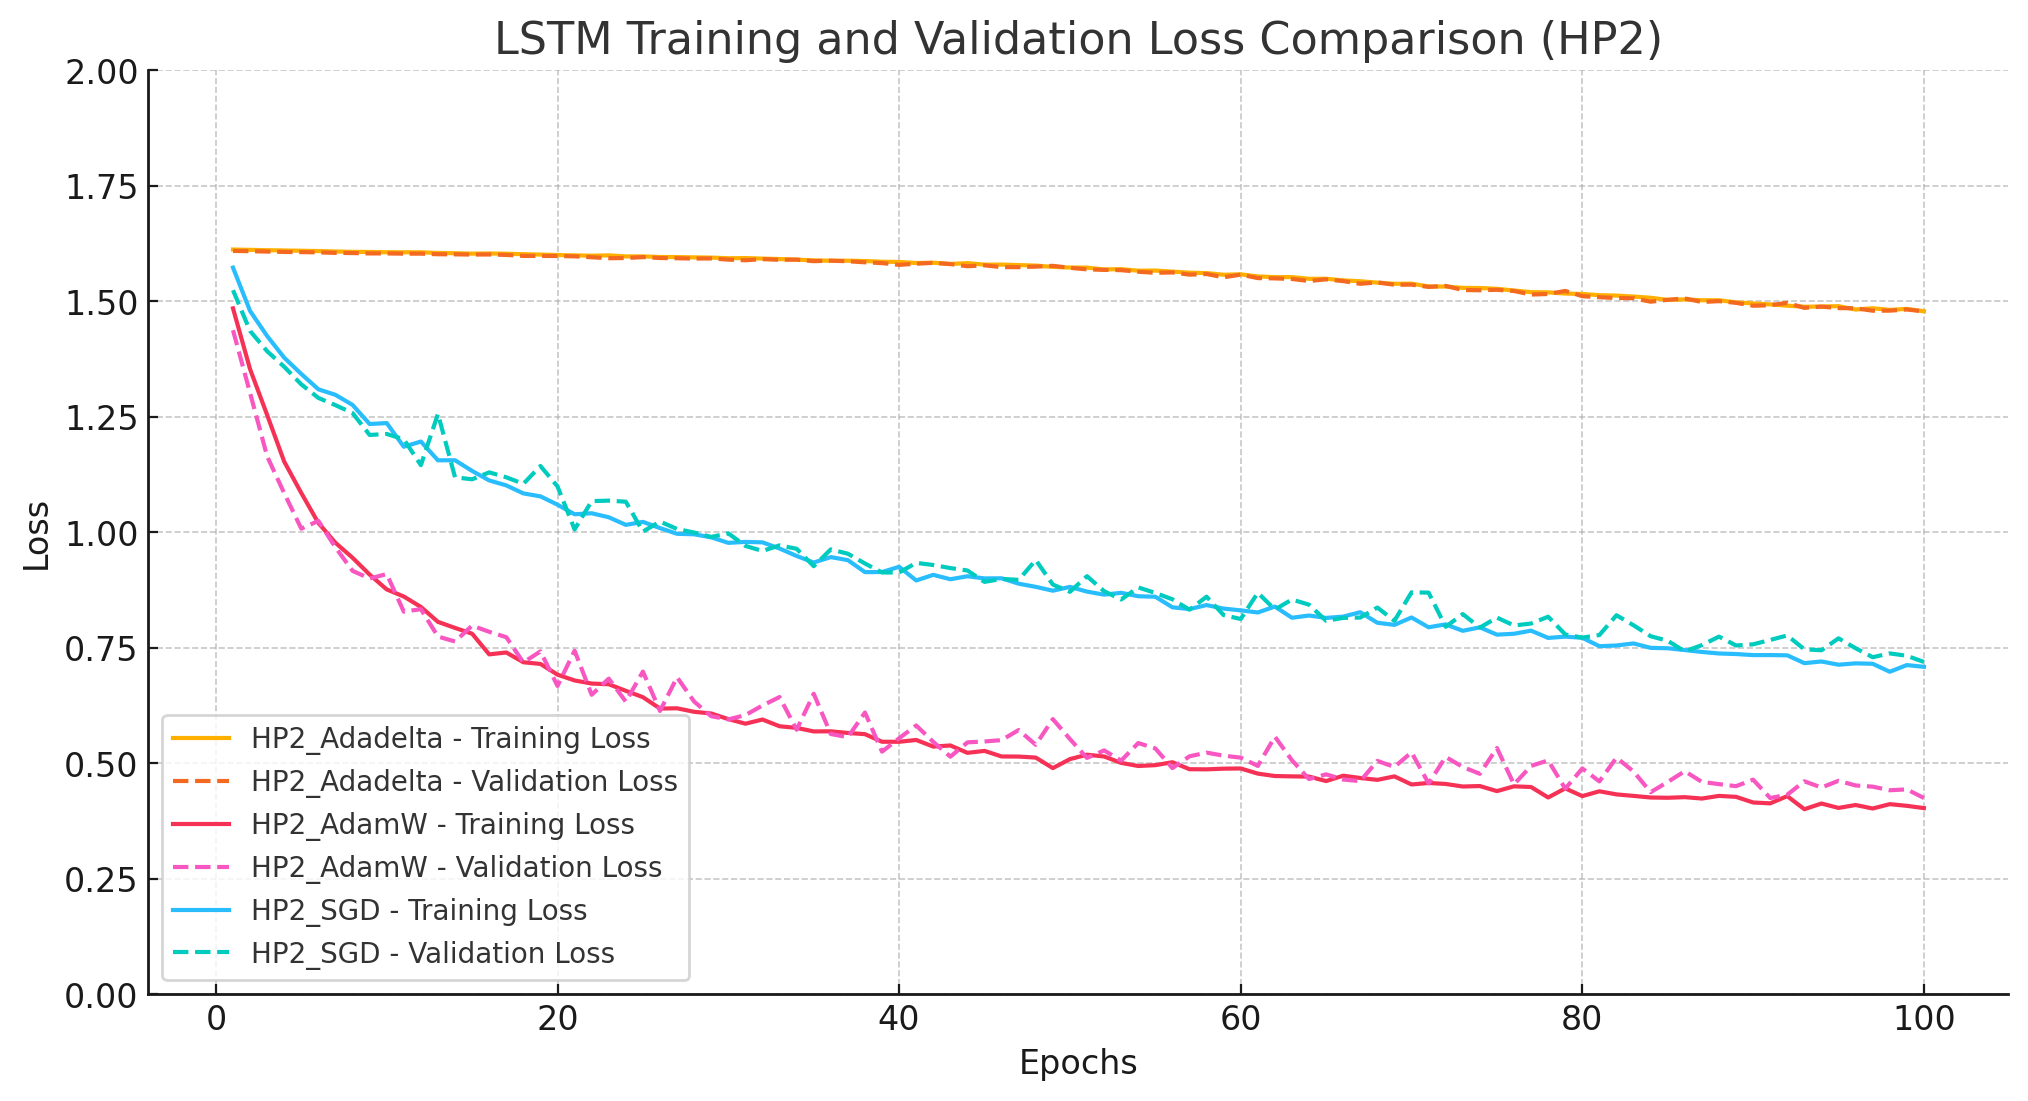 LSTM Training and Validation Loss Comparison (HP2)
2.00
1.75
1.50
1.25
1.00
0.75
0.50
0.25
0.00
Loss
HP2_Adadelta - Training Loss
HP2_Adadelta - Validation Loss
HP2_AdamW - Training Loss
HP2_AdamW - Validation Loss
HP2_SGD - Training Loss
HP2_SGD - Validation Loss
0 20 40 60 80 100
Epochs